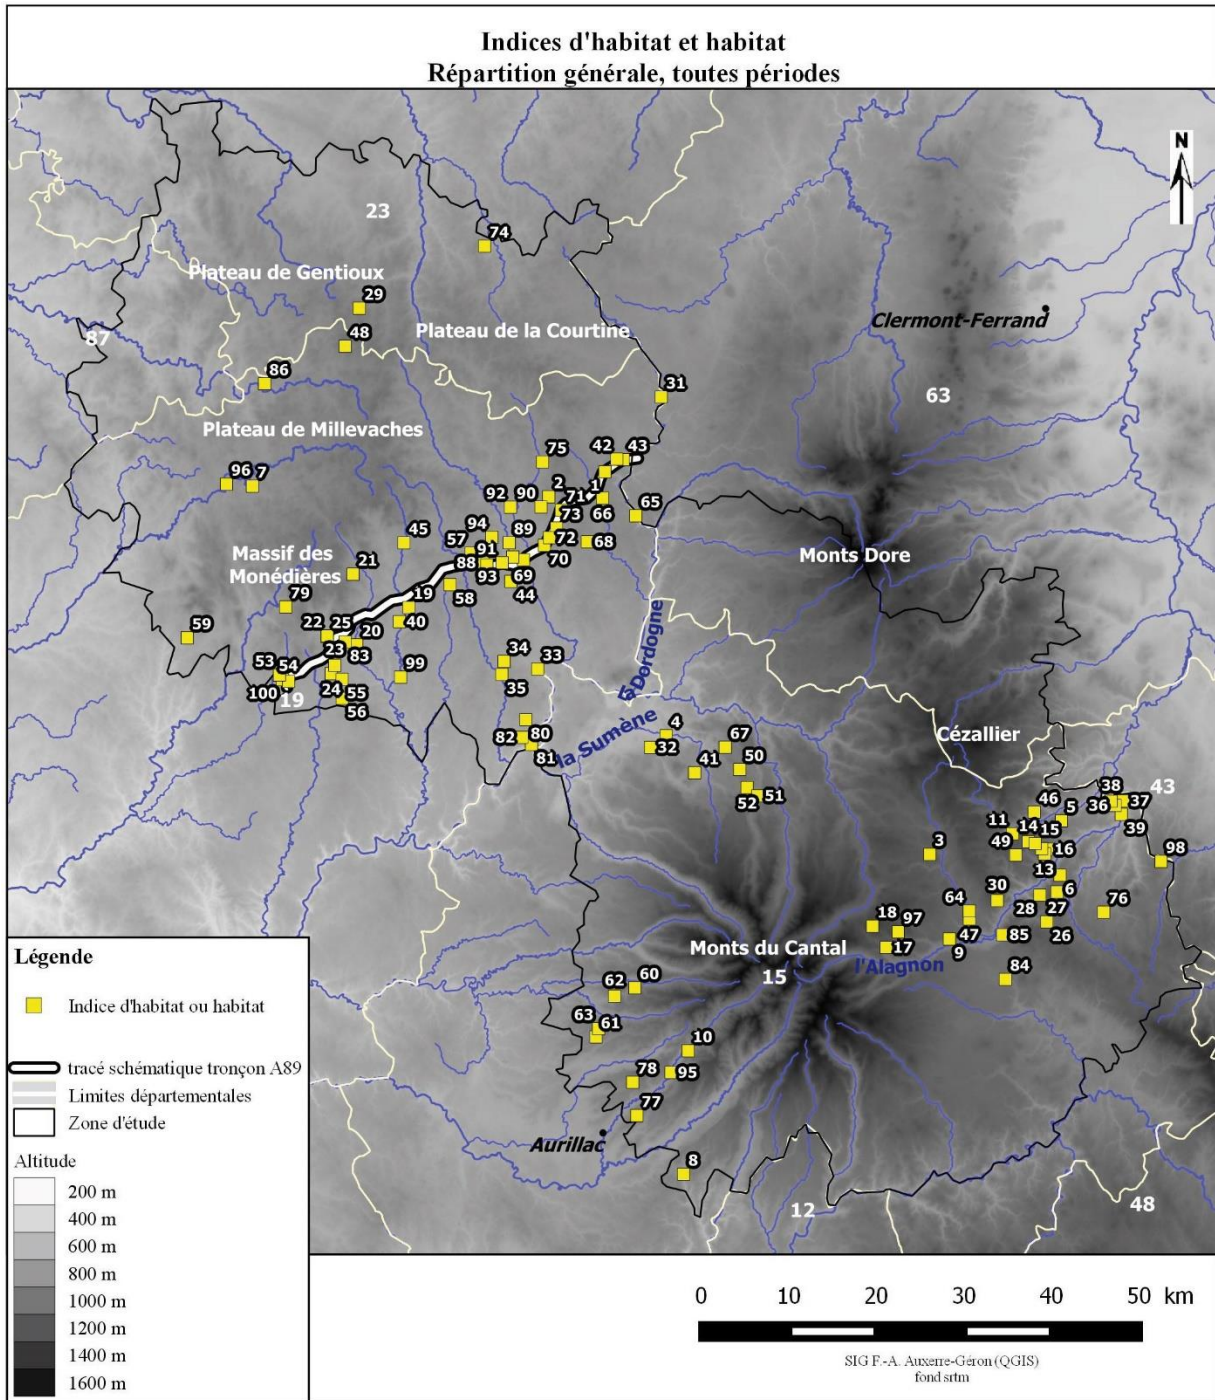 Indices d'habitat et habitat
Répartition générale, toutes périodes
N
23
74
Plateau de Gentioux
29
Clermont-Ferrand
Plateau de la Courtine
87
48
86
63
31
Plateau de Millevaches
42 43
75
96 7
92 90 2 71 1
73 66 65
94
45 57 89 72 68
91
Massif des
Monédières
21
88 93 69 70
Monts Dore
58 44
79
19
59
22 25 20 40
23 83
34 33
53 54
99
35
la Dordogne
100 24 55
19
56
la Sumène
4
82 80
32
67
81
41 50
Cézallier
52 51
43
38
46 5 36 37
11 14 15 39
49 16
3
13
98
64 30 6
28 27 76
18 97
47
26
17
Monts du Cantal
9 85
l'Alagnon
15
84
62 60
63 61
10
78 95
77
Aurillac
8
12
48
Légende
Indice d'habitat ou habitat
tracé schématique tronçon A89
Limites départementales
Zone d'étude
Altitude
200 m
400 m
600 m
800 m
1000 m
1200 m
1400 m
1600 m
0 10 20 30 40 50 km
SIG F.-A. Auxerre-Géron (QGIS)
fond srtm